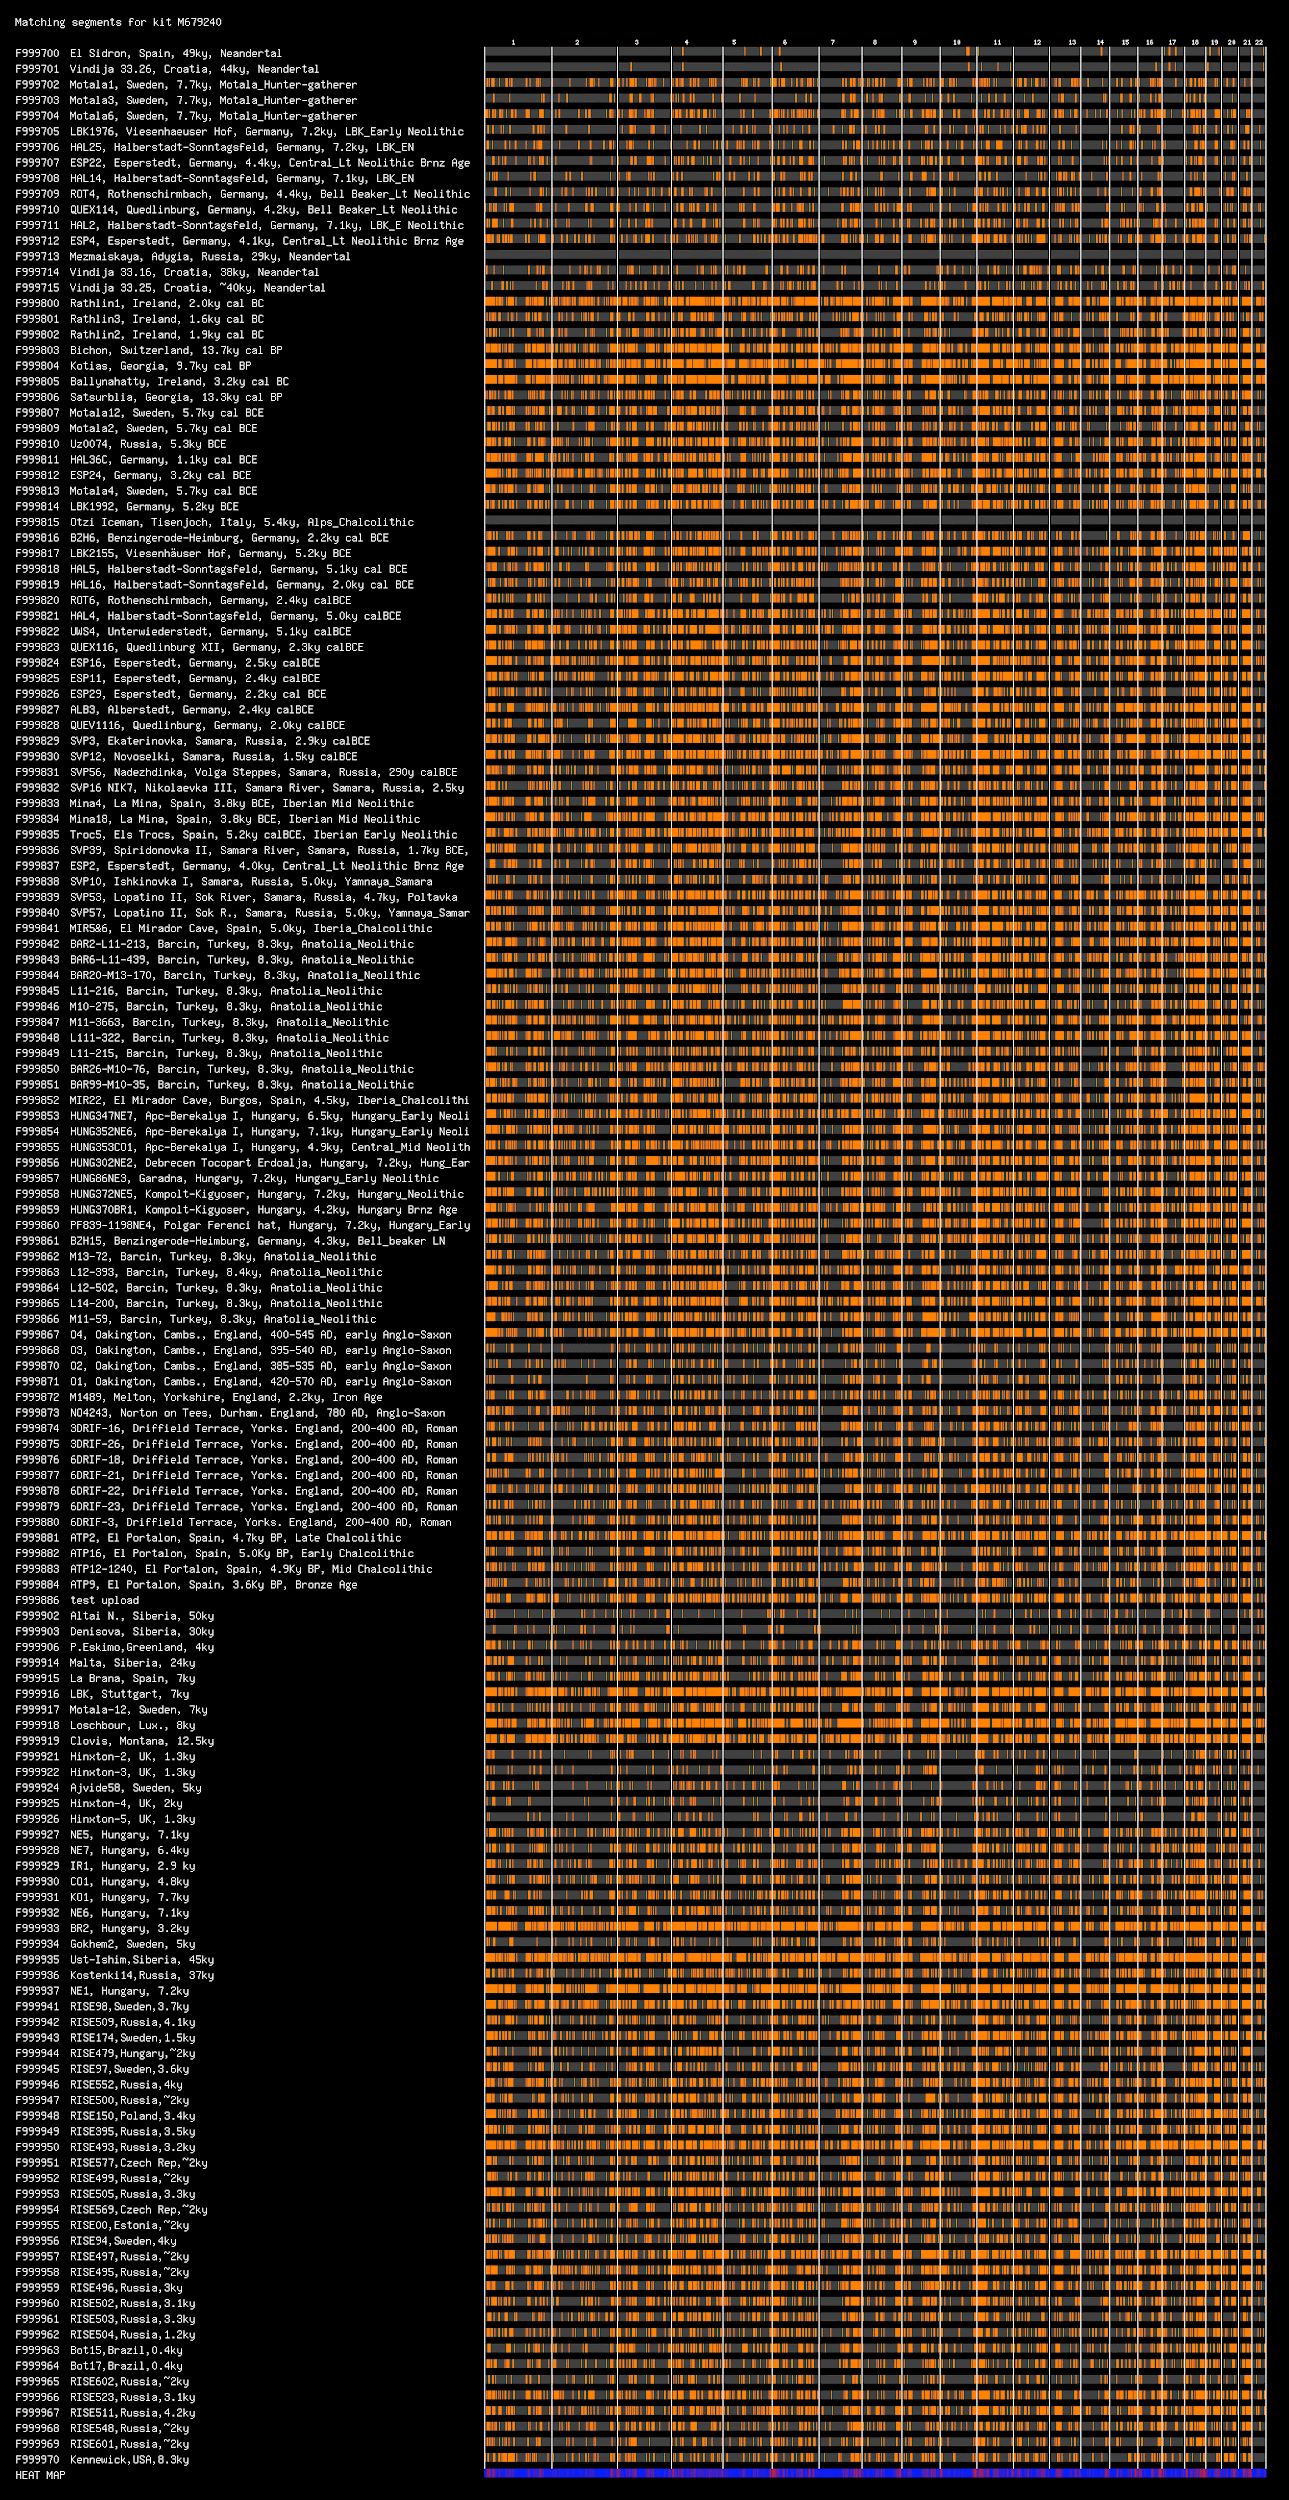 Matching segments for kit M679240
1 2 3 4 5 6 7 8 9 10 11 12 13 14 15 16 17 18 19 20 21 22
F999700 El Sidron, Spain, 49ky, Neandertal
F999701 Vindija 33.26, Croatia, 44ky, Neandertal
F999702 Motala1, Sweden, 7.7ky, Motala_Hunter-gatherer
F999703 Motala3, Sweden, 7.7ky, Motala_Hunter-gatherer
F999704 Motala6, Sweden, 7.7ky, Motala_Hunter-gatherer
F999705 LBK1976, Viesenhaeuser Hof, Germany, 7.2ky, LBK_Early Neolithic
F999706 HAL25, Halberstadt-Sonntagsfeld, Germany, 7.2ky, LBK_EN
F999707 ESP22, Esperstedt, Germany, 4.4ky, Central_Lt Neolithic Brnz Age
F999708 HAL14, Halberstadt-Sonntagsfeld, Germany, 7.1ky, LBK_EN
F999709 ROT4, Rothenschirmbach, Germany, 4.4ky, Bell Beaker_Lt Neolithic
F999710 QUEX114, Quedlinburg, Germany, 4.2ky, Bell Beaker_Lt Neolithic
F999711 HAL2, Halberstadt-Sonntagsfeld, Germany, 7.1ky, LBK_E Neolithic
F999712 ESP4, Esperstedt, Germany, 4.1ky, Central_Lt Neolithic Brnz Age
F999713 Mezmaiskaya, Adygia, Russia, 29ky, Neandertal
F999714 Vindija 33.16, Croatia, 38ky, Neandertal
F999715 Vindija 33.25, Croatia, ~40ky, Neandertal
F999800 Rathlin1, Ireland, 2.0ky cal BC
F999801 Rathlin3, Ireland, 1.6ky cal BC
F999802 Rathlin2, Ireland, 1.9ky cal BC
F999803 Bichon, Switzerland, 13.7ky cal BP
F999804 Kotias, Georgia, 9.7ky cal BP
F999805 Ballynahatty, Ireland, 3.2ky cal BC
F999806 Satsurblia, Georgia, 13.3ky cal BP
F999807 Motala12, Sweden, 5.7ky cal BCE
F999809 Motala2, Sweden, 5.7ky cal BCE
F999810 Uz0074, Russia, 5.3ky BCE
F999811 HAL36C, Germany, 1.1ky cal BCE
F999812 ESP24, Germany, 3.2ky cal BCE
F999813 Motala4, Sweden, 5.7ky cal BCE
F999814 LBK1992, Germany, 5.2ky BCE
F999815 Otzi Iceman, Tisenjoch, Italy, 5.4ky, Alps_Chalcolithic
F999816 BZH6, Benzingerode-Heimburg, Germany, 2.2ky cal BCE
F999817 LBK2155, Viesenhäuser Hof, Germany, 5.2ky BCE
F999818 HAL5, Halberstadt-Sonntagsfeld, Germany, 5.1ky cal BCE
F999819 HAL16, Halberstadt-Sonntagsfeld, Germany, 2.0ky cal BCE
F999820 ROT6, Rothenschirmbach, Germany, 2.4ky calBCE
F999821 HAL4, Halberstadt-Sonntagsfeld, Germany, 5.0ky calBCE
F999822 UWS4, Unterwiederstedt, Germany, 5.1ky calBCE
F999823 QUEX116, Quedlinburg XII, Germany, 2.3ky calBCE
F999824 ESP16, Esperstedt, Germany, 2.5ky calBCE
F999825 ESP11, Esperstedt, Germany, 2.4ky calBCE
F999826 ESP29, Esperstedt, Germany, 2.2ky cal BCE
F999827 ALB3, Alberstedt, Germany, 2.4ky calBCE
F999828 QUEV1116, Quedlinburg, Germany, 2.0ky calBCE
F999829 SVP3, Ekaterinovka, Samara, Russia, 2.9ky calBCE
F999830 SVP12, Novoselki, Samara, Russia, 1.5ky calBCE
F999831 SVP56, Nadezhdinka, Volga Steppes, Samara, Russia, 290y calBCE
F999832 SVP16 NIK7, Nikolaevka III, Samara River, Samara, Russia, 2.5ky
F999833 Mina4, La Mina, Spain, 3.8ky BCE, Iberian Mid Neolithic
F999834 Mina18, La Mina, Spain, 3.8ky BCE, Iberian Mid Neolithic
F999835 Troc5, Els Trocs, Spain, 5.2ky calBCE, Iberian Early Neolithic
F999836 SVP39, Spiridonovka II, Samara River, Samara, Russia, 1.7ky BCE,
F999837 ESP2, Esperstedt, Germany, 4.0ky, Central_Lt Neolithic Brnz Age
F999838 SVP10, Ishkinovka I, Samara, Russia, 5.0ky, Yamnaya_Samara
F999839 SVP53, Lopatino II, Sok River, Samara, Russia, 4.7ky, Poltavka
F999840 SVP57, Lopatino II, Sok R., Samara, Russia, 5.0ky, Yamnaya_Samar
F999841 MIR5&6, El Mirador Cave, Spain, 5.0ky, Iberia_Chalcolithic
F999842 BAR2-L11-213, Barcin, Turkey, 8.3ky, Anatolia_Neolithic
F999843 BAR6-L11-439, Barcin, Turkey, 8.3ky, Anatolia_Neolithic
F999844 BAR20-M13-170, Barcin, Turkey, 8.3ky, Anatolia_Neolithic
F999845 L11-216, Barcin, Turkey, 8.3ky, Anatolia_Neolithic
F999846 M10-275, Barcin, Turkey, 8.3ky, Anatolia_Neolithic
F999847 M11-3663, Barcin, Turkey, 8.3ky, Anatolia_Neolithic
F999848 L111-322, Barcin, Turkey, 8.3ky, Anatolia_Neolithic
F999849 L11-215, Barcin, Turkey, 8.3ky, Anatolia_Neolithic
F999850 BAR26-M10-76, Barcin, Turkey, 8.3ky, Anatolia_Neolithic
F999851 BAR99-M10-35, Barcin, Turkey, 8.3ky, Anatolia_Neolithic
F999852 MIR22, El Mirador Cave, Burgos, Spain, 4.5ky, Iberia_Chalcolithi
F999853 HUNG347NE7, Apc-Berekalya I, Hungary, 6.5ky, Hungary_Early Neoli
F999854 HUNG352NE6, Apc-Berekalya I, Hungary, 7.1ky, Hungary_Early Neoli
F999855 HUNG353CO1, Apc-Berekalya I, Hungary, 4.9ky, Central_Mid Neolith
F999856 HUNG302NE2, Debrecen Tocopart Erdoalja, Hungary, 7.2ky, Hung_Ear
F999857 HUNG86NE3, Garadna, Hungary, 7.2ky, Hungary_Early Neolithic
F999858 HUNG372NE5, Kompolt-Kigyoser, Hungary, 7.2ky, Hungary_Neolithic
F999859 HUNG370BR1, Kompolt-Kigyoser, Hungary, 4.2ky, Hungary Brnz Age
F999860 PF839-1198NE4, Polgar Ferenci hat, Hungary, 7.2ky, Hungary_Early
F999861 BZH15, Benzingerode-Heimburg, Germany, 4.3ky, Bell_beaker LN
F999862 M13-72, Barcin, Turkey, 8.3ky, Anatolia_Neolithic
F999863 L12-393, Barcin, Turkey, 8.4ky, Anatolia_Neolithic
F999864 L12-502, Barcin, Turkey, 8.3ky, Anatolia_Neolithic
F999865 L14-200, Barcin, Turkey, 8.3ky, Anatolia_Neolithic
F999866 M11-59, Barcin, Turkey, 8.3ky, Anatolia_Neolithic
F999867 O4, Oakington, Cambs., England, 400-545 AD, early Anglo-Saxon
F999868 O3, Oakington, Cambs., England, 395-540 AD, early Anglo-Saxon
F999870 O2, Oakington, Cambs., England, 385-535 AD, early Anglo-Saxon
F999871 O1, Oakington, Cambs., England, 420-570 AD, early Anglo-Saxon
F999872 M1489, Melton, Yorkshire, England, 2.2ky, Iron Age
F999873 NO4243, Norton on Tees, Durham. England, 780 AD, Anglo-Saxon
F999874 3DRIF-16, Driffield Terrace, Yorks. England, 200-400 AD, Roman
F999875 3DRIF-26, Driffield Terrace, Yorks. England, 200-400 AD, Roman
F999876 6DRIF-18, Driffield Terrace, Yorks. England, 200-400 AD, Roman
F999877 6DRIF-21, Driffield Terrace, Yorks. England, 200-400 AD, Roman
F999878 6DRIF-22, Driffield Terrace, Yorks. England, 200-400 AD, Roman
F999879 6DRIF-23, Driffield Terrace, Yorks. England, 200-400 AD, Roman
F999880 6DRIF-3, Driffield Terrace, Yorks. England, 200-400 AD, Roman
F999881 ATP2, El Portalon, Spain, 4.7ky BP, Late Chalcolithic
F999882 ATP16, El Portalon, Spain, 5.0Ky BP, Early Chalcolithic
F999883 ATP12-1240, El Portalon, Spain, 4.9Ky BP, Mid Chalcolithic
F999884 ATP9, El Portalon, Spain, 3.6Ky BP, Bronze Age
F999886 test upload
F999902 Altai N., Siberia, 50ky
F999903 Denisova, Siberia, 30ky
F999906 P.Eskimo,Greenland, 4ky
F999914 Malta, Siberia, 24ky
F999915 La Brana, Spain, 7ky
F999916 LBK, Stuttgart, 7ky
F999917 Motala-12, Sweden, 7ky
F999918 Loschbour, Lux., 8ky
F999919 Clovis, Montana, 12.5ky
F999921 Hinxton-2, UK, 1.3ky
F999922 Hinxton-3, UK, 1.3ky
F999924 Ajvide58, Sweden, 5ky
F999925 Hinxton-4, UK, 2ky
F999926 Hinxton-5, UK, 1.3ky
F999927 NE5, Hungary, 7.1ky
F999928 NE7, Hungary, 6.4ky
F999929 IR1, Hungary, 2.9 ky
F999930 CO1, Hungary, 4.8ky
F999931 KO1, Hungary, 7.7ky
F999932 NE6, Hungary, 7.1ky
F999933 BR2, Hungary, 3.2ky
F999934 Gokhem2, Sweden, 5ky
F999935 Ust-Ishim,Siberia, 45ky
F999936 Kostenki14,Russia, 37ky
F999937 NE1, Hungary, 7.2ky
F999941 RISE98,Sweden,3.7ky
F999942 RISE509,Russia,4.1ky
F999943 RISE174,Sweden,1.5ky
F999944 RISE479,Hungary,~2ky
F999945 RISE97,Sweden,3.6ky
F999946 RISE552,Russia,4ky
F999947 RISE500,Russia,~2ky
F999948 RISE150,Poland,3.4ky
F999949 RISE395,Russia,3.5ky
F999950 RISE493,Russia,3.2ky
F999951 RISE577,Czech Rep,~2ky
F999952 RISE499,Russia,~2ky
F999953 RISE505,Russia,3.3ky
F999954 RISE569,Czech Rep,~2ky
F999955 RISE00,Estonia,~2ky
F999956 RISE94,Sweden,4ky
F999957 RISE497,Russia,~2ky
F999958 RISE495,Russia,~2ky
F999959 RISE496,Russia,3ky
F999960 RISE502,Russia,3.1ky
F999961 RISE503,Russia,3.3ky
F999962 RISE504,Russia,1.2ky
F999963 Bot15,Brazil,0.4ky
F999964 Bot17,Brazil,0.4ky
F999965 RISE602,Russia,~2ky
F999966 RISE523,Russia,3.1ky
F999967 RISE511,Russia,4.2ky
F999968 RISE548,Russia,~2ky
F999969 RISE601,Russia,~2ky
F999970 Kennewick,USA,8.3ky
HEAT MAP